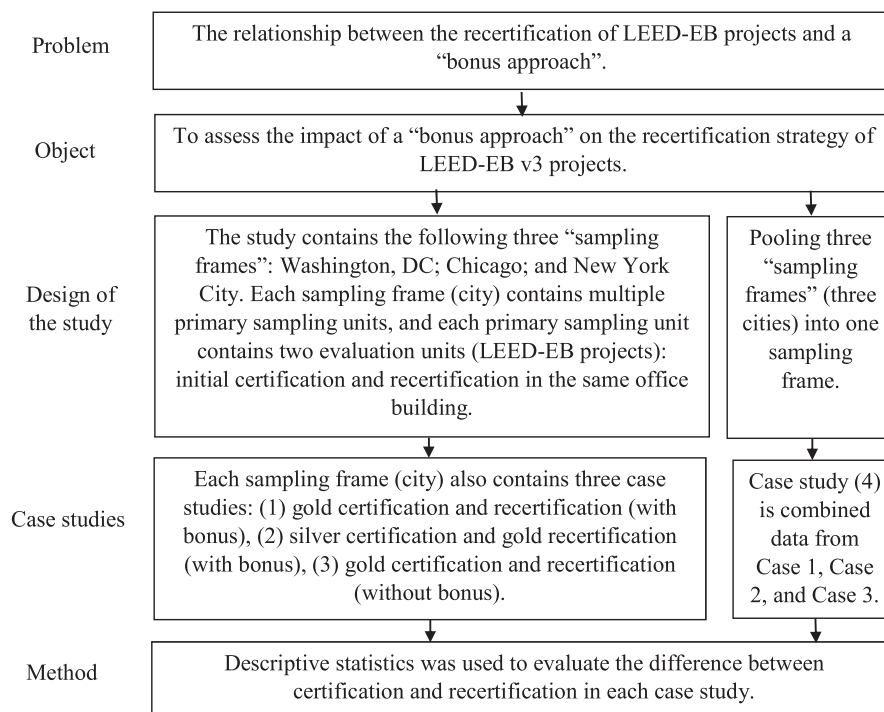 Problem
The relationship between the recertification of LEED-EB projects and a
“bonus approach”.
Object
To assess the impact of a “bonus approach” on the recertification strategy of
LEED-EB v3 projects.
Design of
the study
The study contains the following three “sampling
frames”: Washington, DC; Chicago; and New York
City. Each sampling frame (city) contains multiple
primary sampling units, and each primary sampling unit
contains two evaluation units (LEED-EB projects):
initial certification and recertification in the same office
building.
Pooling three
“sampling
frames” (three
cities) into one
sampling
frame.
Case studies
Each sampling frame (city) also contains three case
studies: (1) gold certification and recertification (with
bonus), (2) silver certification and gold recertification
(with bonus), (3) gold certification and recertification
(without bonus).
Case study (4)
is combined
data from
Case 1, Case
2, and Case 3.
Method
Descriptive statistics was used to evaluate the difference between
certification and recertification in each case study.